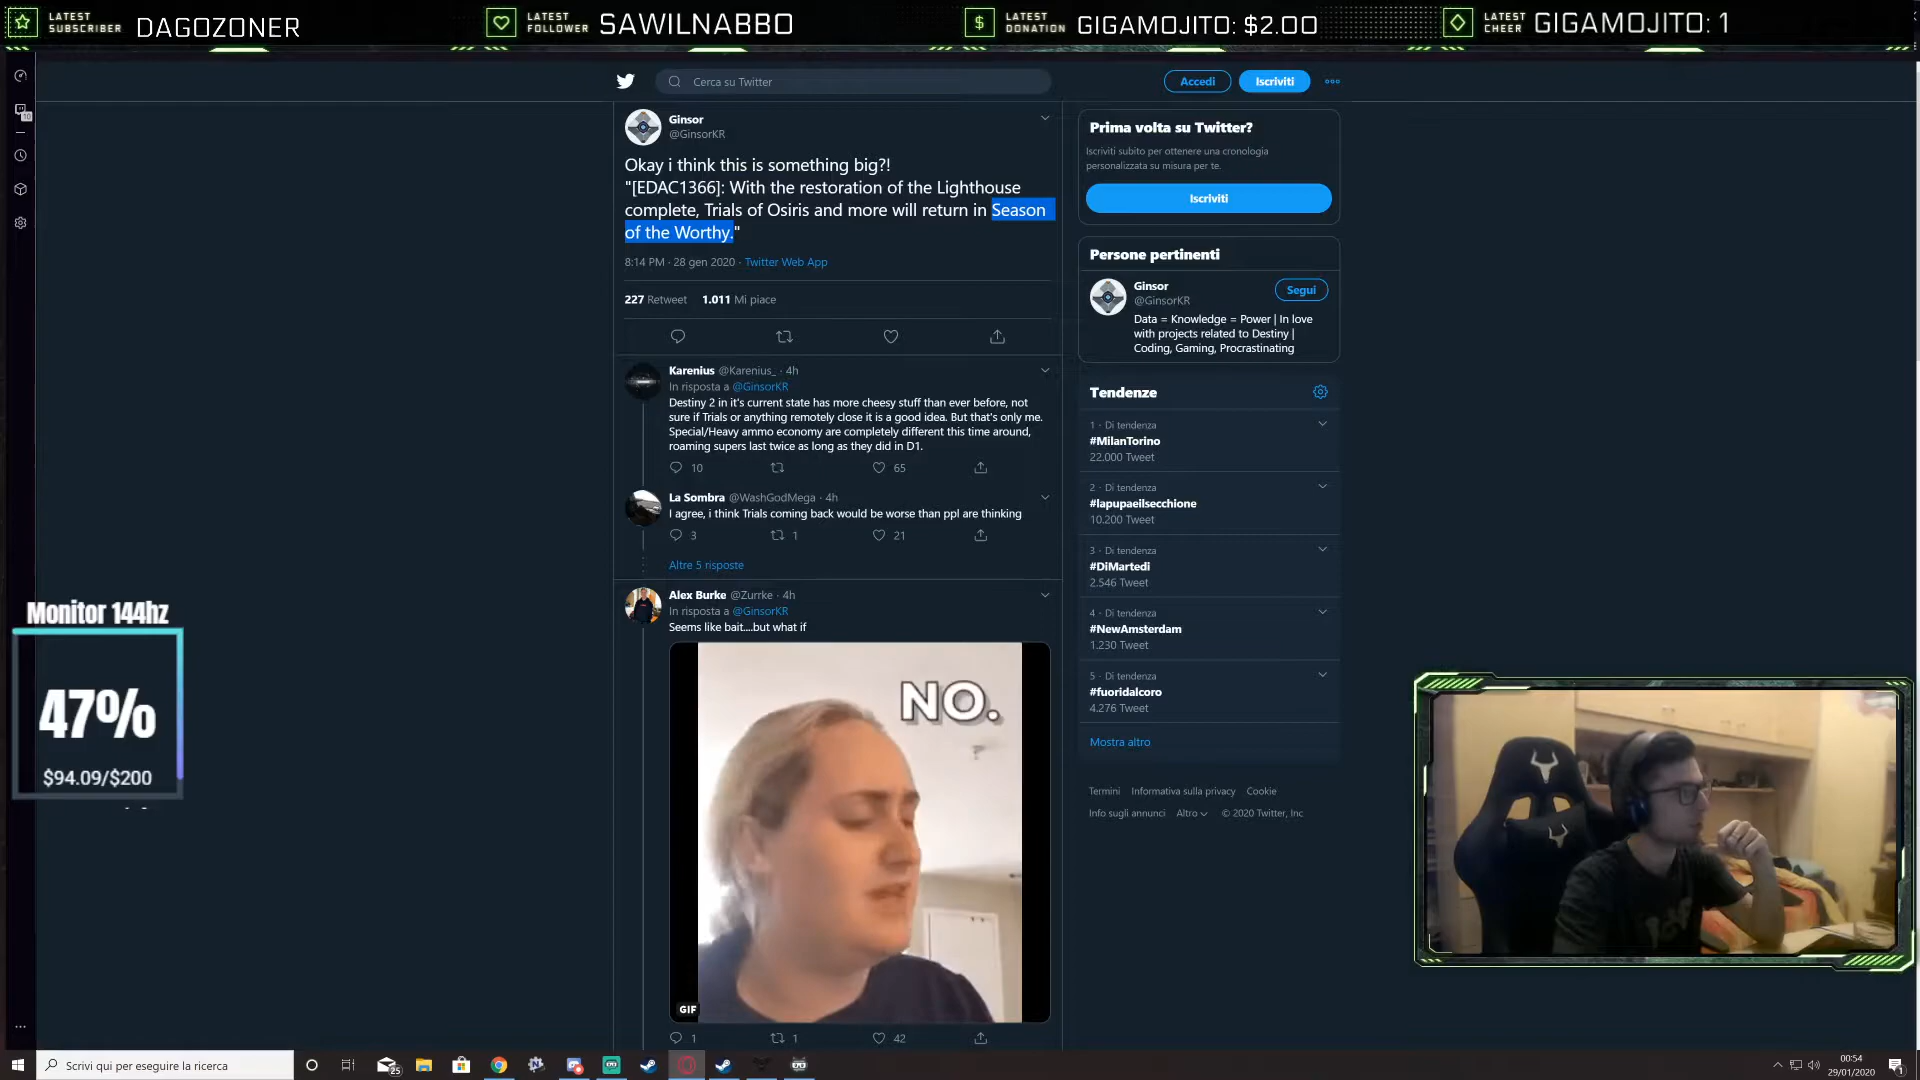 LATEST SUBSCRIBER DAGOZONER
LATEST FOLLOWER SAWILNABBO
LATEST DONATION GIGAMOJITO: $2.00
LATEST CHEER GIGAMOJITO: 1
Cerca su Twitter
Accedi
Iscriviti
Ginsor
@GinsorKR
Okay i think this is something big?!
"[EDAC1366]: With the restoration of the Lighthouse
complete, Trials of Osiris and more will return in Season
of the Worthy."
8:14 PM · 28 gen 2020 · Twitter Web App
227 Retweet 1.011 Mi piace
Karenius @Karenius_ · 4h
In risposta a @GinsorKR
Destiny 2 in it's current state has more cheesy stuff than ever before, not
sure if Trials or anything remotely close it is a good idea. But that's only me.
Special/Heavy ammo economy are completely different this time around,
roaming supers last twice as long as they did in D1.
10 65
La Sombra @WashGodMega · 4h
I agree, i think Trials coming back would be worse than ppl are thinking
3 1 21
Altre 5 risposte
Alex Burke @Zurrke · 4h
In risposta a @GinsorKR
Seems like bait....but what if
NO.
GIF
1 1 42
Prima volta su Twitter?
Iscriviti subito per ottenere una cronologia
personalizzata su misura per te.
Iscriviti
Persone pertinenti
Ginsor
@GinsorKR
Segui
Data = Knowledge = Power | In love
with projects related to Destiny |
Coding, Gaming, Procrastinating
Tendenze
1 · Di tendenza
#MilanTorino
22.000 Tweet
2 · Di tendenza
#lapupaeilsecchione
10.200 Tweet
3 · Di tendenza
#DiMartedi
2.546 Tweet
4 · Di tendenza
#NewAmsterdam
1.230 Tweet
5 · Di tendenza
#fuoridalcoro
4.276 Tweet
Mostra altro
Termini Informativa sulla privacy Cookie
Info sugli annunci Altro © 2020 Twitter, Inc
Monitor 144hz
47%
$94.09/$200
Scrivi qui per eseguire la ricerca
25
00:54
29/01/2020
1